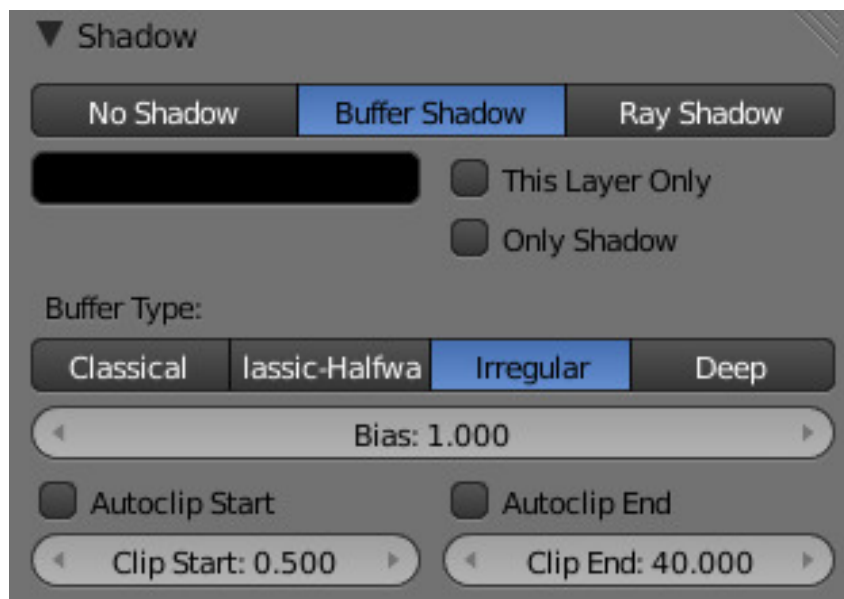 Shadow
No Shadow Buffer Shadow Ray Shadow
This Layer Only
Only Shadow
Buffer Type:
Classical lassic-Halfwa Irregular Deep
Bias: 1.000
Autoclip Start Autoclip End
Clip Start: 0.500 Clip End: 40.000